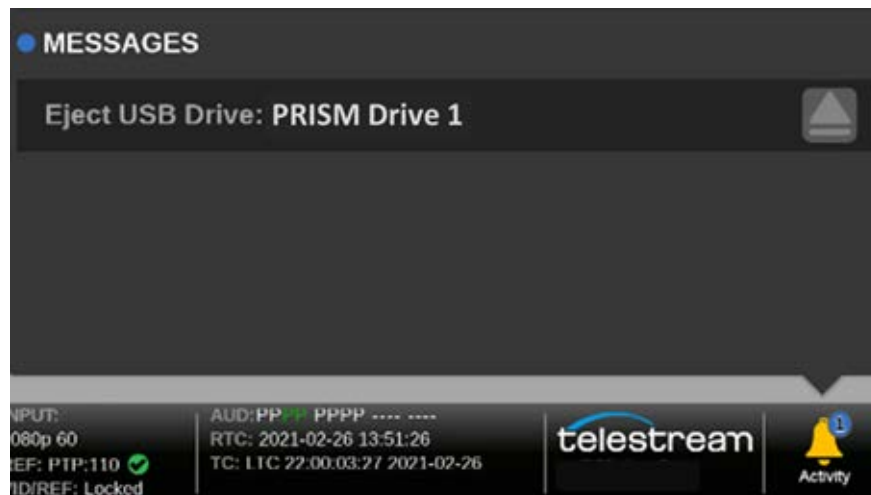 MESSAGES
Eject USB Drive: PRISM Drive 1
NPUT:
080p 60
EF: PTP:110
ID/REF: Locked
AUD:PPPP PPPP ---- ----
RTC: 2021-02-26 13:51:26
TC: LTC 22:00:03:27 2021-02-26
telestream
1
Activity